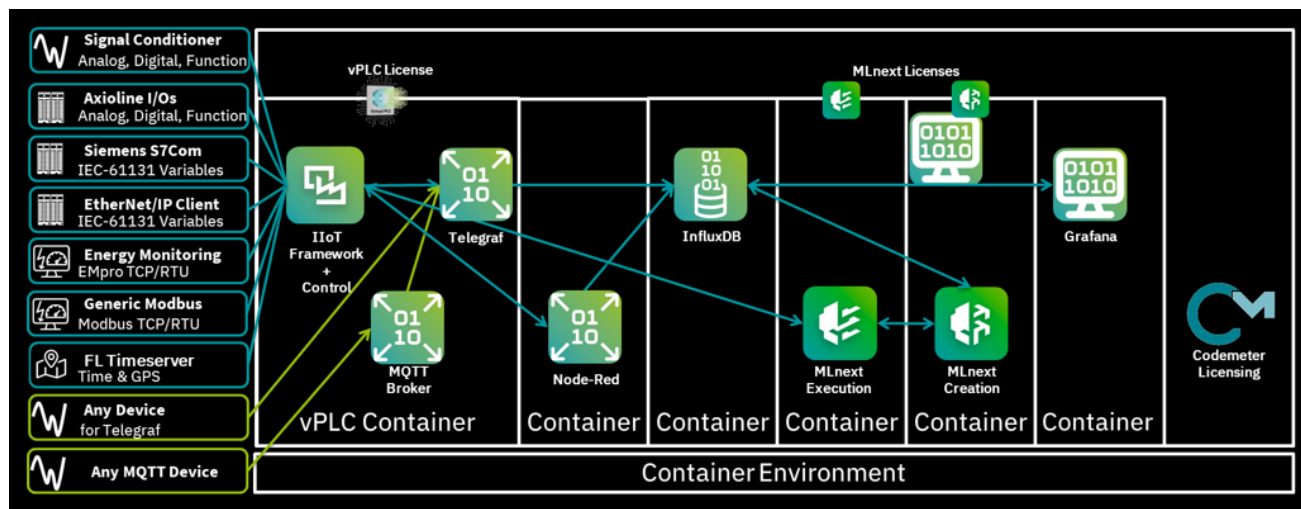 Signal Conditioner
Analog, Digital, Function
Axioline I/Os
Analog, Digital, Function
Siemens S7Com
IEC-61131 Variables
EtherNet/IP Client
IEC-61131 Variables
Energy Monitoring
EMpro TCP/RTU
Generic Modbus
Modbus TCP/RTU
FL Timeserver
Time & GPS
Any Device
for Telegraf
Any MQTT Device
vPLC License
MLnext Licenses
IIoT
Framework
+
Control
01
10
Telegraf
01
10
MQTT
Broker
vPLC Container
01
10
Node-Red
Container
01
10
01
InfluxDB
Container
MLnext
Execution
Container
0101
1010
MLnext
Creation
Container
0101
1010
Grafana
Container
CM
Codemeter
Licensing
Container Environment